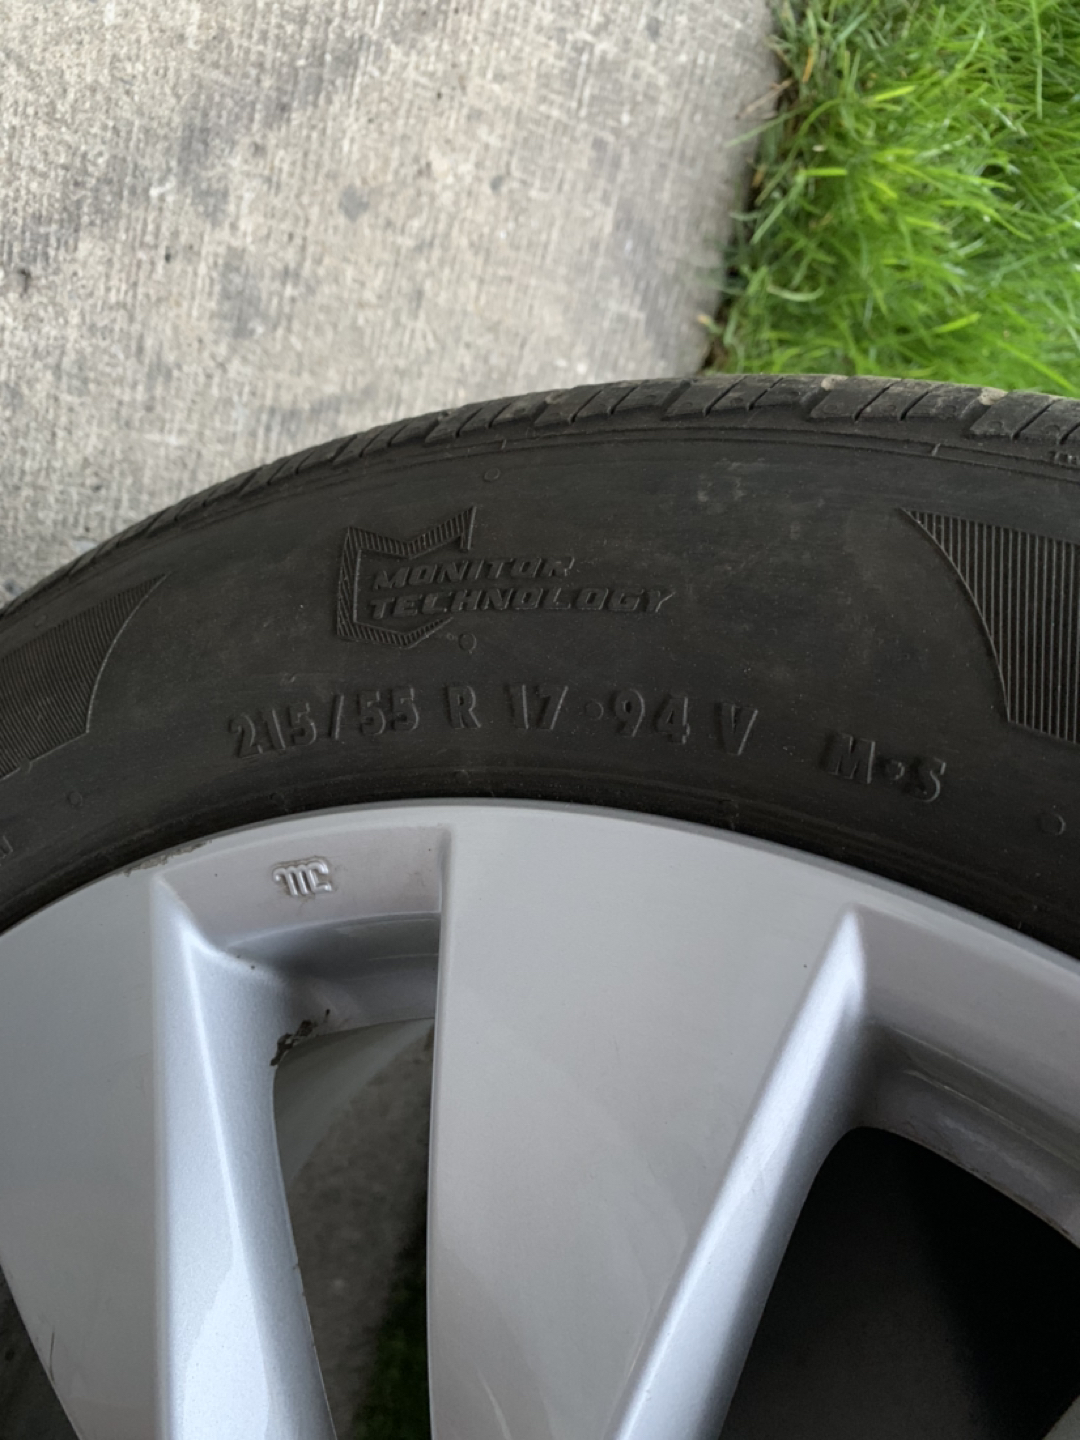 MONITOR
TECHNOLOGY
215/55 R 17 • 94 V M•S